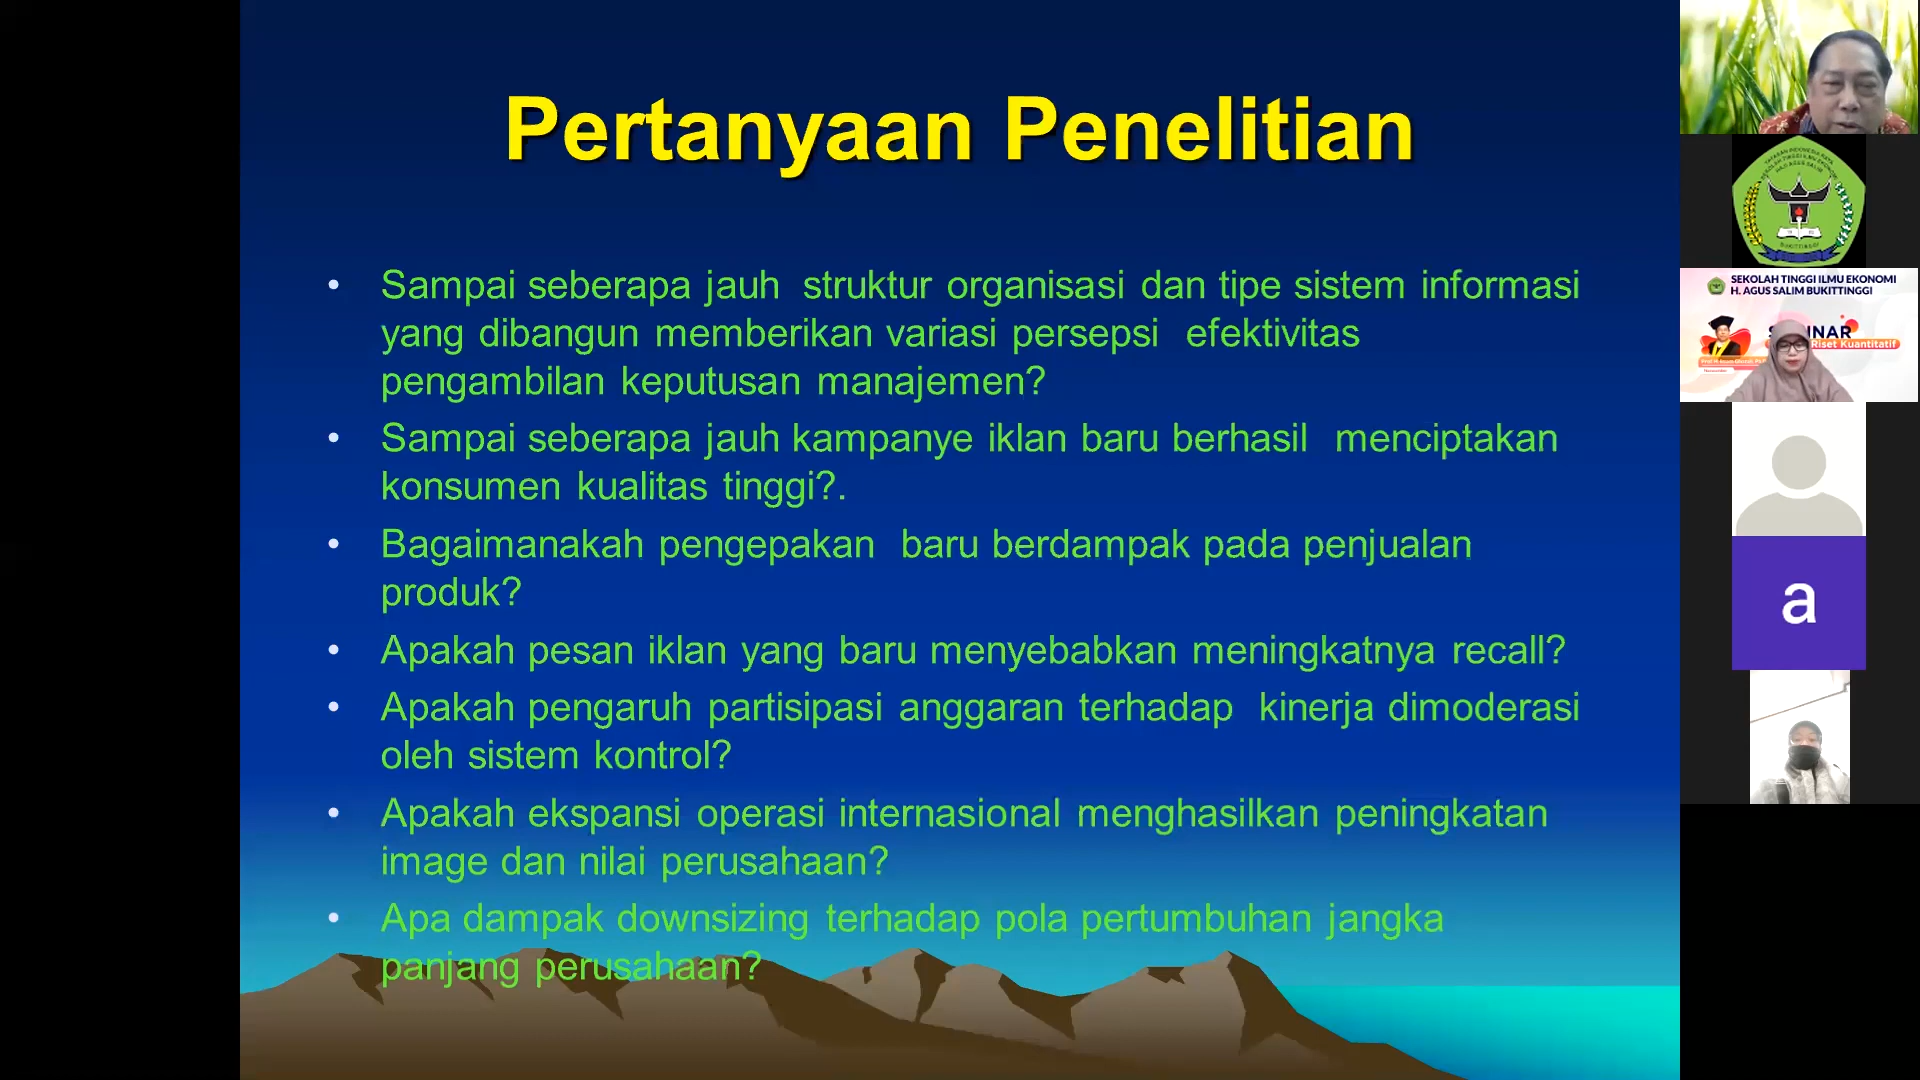 Pertanyaan Penelitian
• Sampai seberapa jauh struktur organisasi dan tipe sistem informasi
yang dibangun memberikan variasi persepsi efektivitas
pengambilan keputusan manajemen?
• Sampai seberapa jauh kampanye iklan baru berhasil menciptakan
konsumen kualitas tinggi?.
• Bagaimanakah pengepakan baru berdampak pada penjualan
produk?
• Apakah pesan iklan yang baru menyebabkan meningkatnya recall?
• Apakah pengaruh partisipasi anggaran terhadap kinerja dimoderasi
oleh sistem kontrol?
• Apakah ekspansi operasi internasional menghasilkan peningkatan
image dan nilai perusahaan?
• Apa dampak downsizing terhadap pola pertumbuhan jangka
panjang perusahaan?
BUKITTINGGI
SEKOLAH TINGGI ILMU EKONOMI
H. AGUS SALIM BUKITTINGGI
Riset Kuantitatif
a